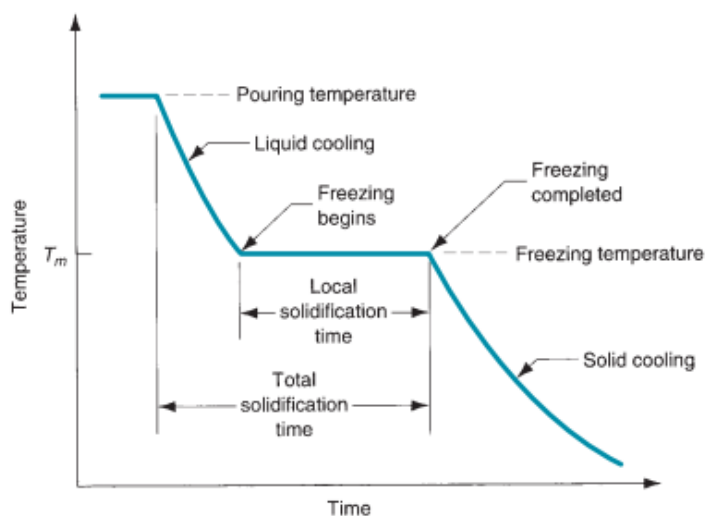 Pouring temperature
Liquid cooling
Freezing
begins
Freezing
completed
Temperature
Tm
Freezing temperature
Local
solidification
time
Solid cooling
Total
solidification
time
Time